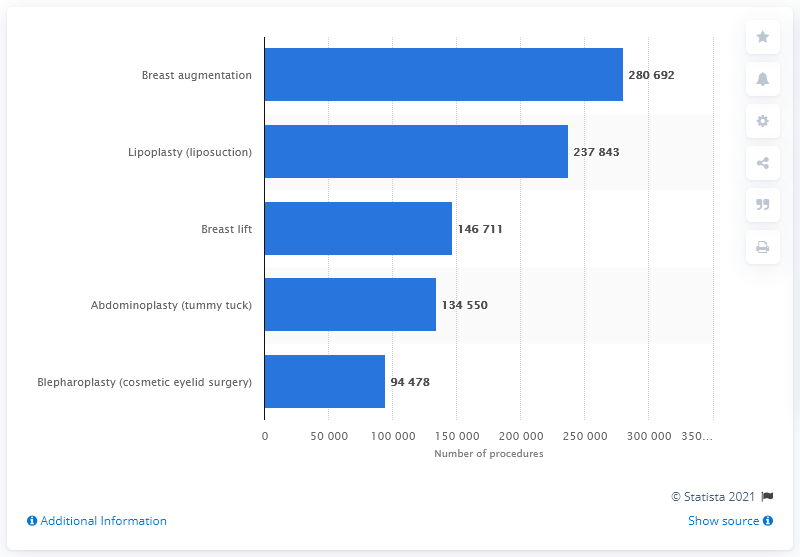 Breast augmentation 280 692
Lipoplasty (liposuction) 237 843
Breast lift 146 711
Abdominoplasty (tummy tuck) 134 550
Blepharoplasty (cosmetic eyelid surgery) 94 478
0 50 000 100 000 150 000 200 000 250 000 300 000 350...
Number of procedures
© Statista 2021
Additional Information Show source